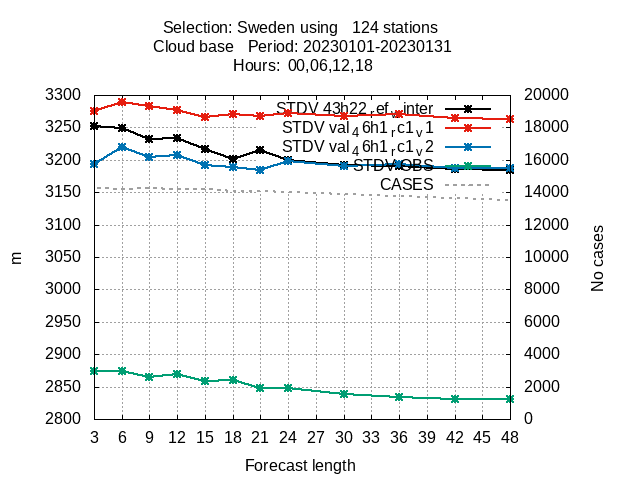 Selection: Sweden using   124 stations
Cloud base   Period: 20230101-20230131
Hours:  00,06,12,18
3300
3250
3200
3150
3100
3050
3000
2950
2900
2850
2800
20000
18000
16000
14000
12000
10000
8000
6000
4000
2000
0
STDV 43h22_ref_winter
STDV val_46h1_rc1_v1
STDV val_46h1_rc1_v2
STDV OBS
CASES
m
No cases
3 6 9 12 15 18 21 24 27 30 33 36 39 42 45 48
Forecast length